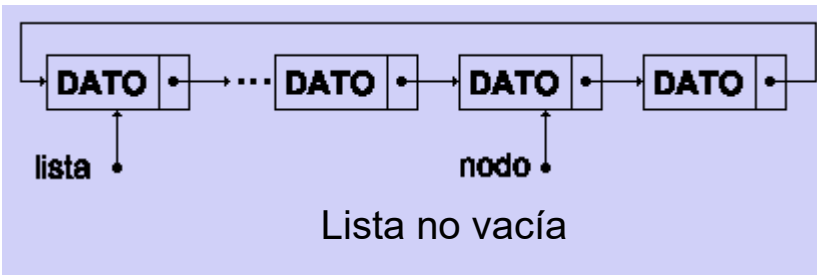 DATO ... DATO DATO DATO
lista nodo
Lista no vacía